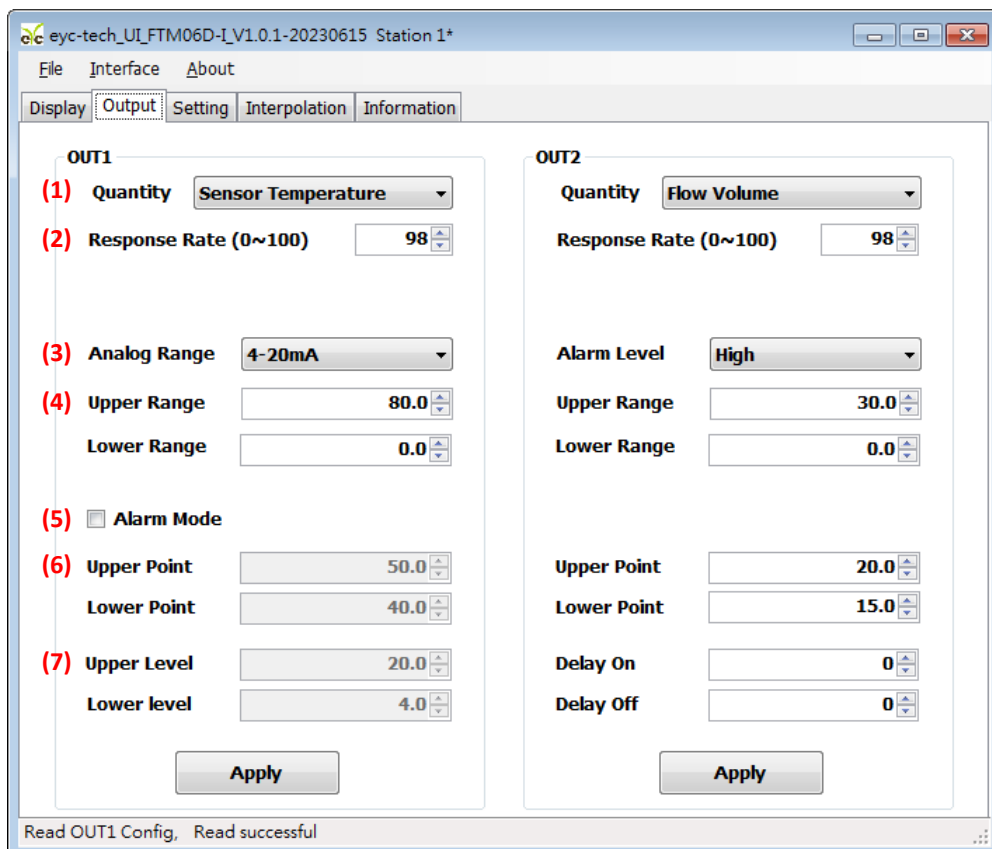 eyc eyc-tech_UI_FTM06D-I_V1.0.1-20230615 Station 1*
File Interface About
Display Output Setting Interpolation Information
OUT1
(1) Quantity Sensor Temperature
(2) Response Rate (0~100) 98
(3) Analog Range 4-20mA
(4) Upper Range 80.0
Lower Range 0.0
(5) Alarm Mode
(6) Upper Point 50.0
Lower Point 40.0
(7) Upper Level 20.0
Lower level 4.0
Apply
OUT2
Quantity Flow Volume
Response Rate (0~100) 98
Alarm Level High
Upper Range 30.0
Lower Range 0.0
Upper Point 20.0
Lower Point 15.0
Delay On 0
Delay Off 0
Apply
Read OUT1 Config, Read successful